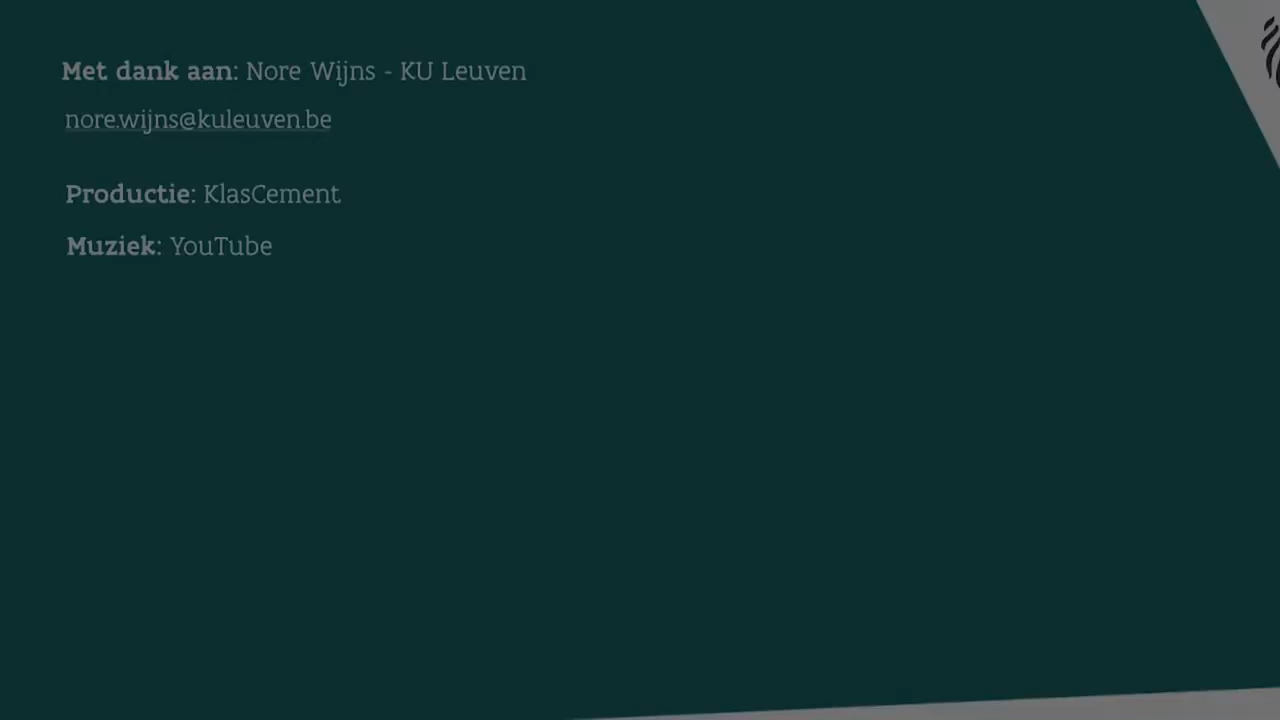 Met dank aan: Nore Wijns - KU Leuven
nore.wijns@kuleuven.be
Productie: KlasCement
Muziek: YouTube